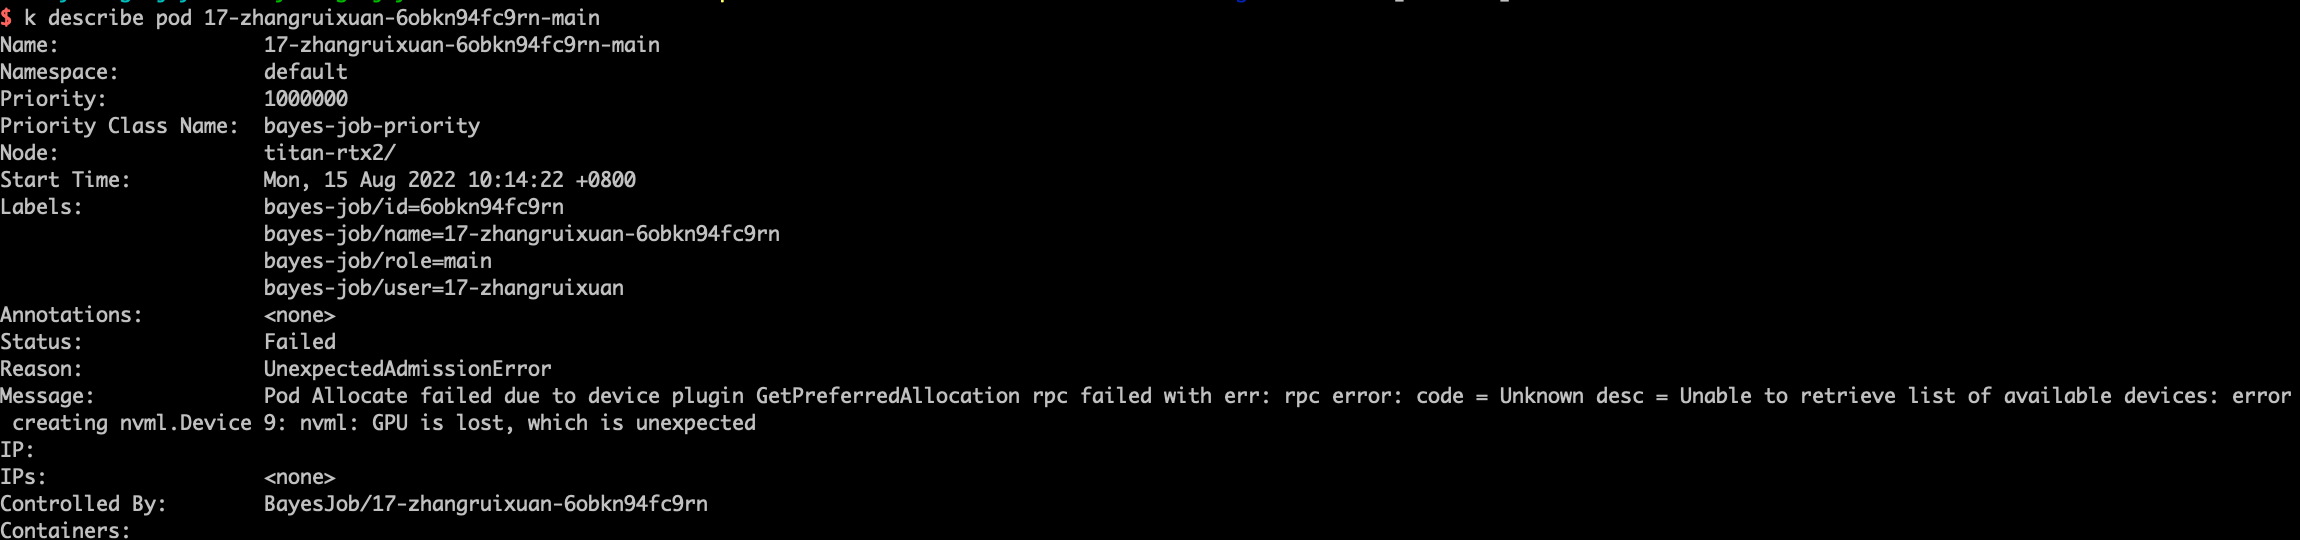 $ k describe pod 17-zhangruixuan-6obkn94fc9rn-main
Name: 17-zhangruixuan-6obkn94fc9rn-main
Namespace: default
Priority: 1000000
Priority Class Name: bayes-job-priority
Node: titan-rtx2/
Start Time: Mon, 15 Aug 2022 10:14:22 +0800
Labels: bayes-job/id=6obkn94fc9rn
bayes-job/name=17-zhangruixuan-6obkn94fc9rn
bayes-job/role=main
bayes-job/user=17-zhangruixuan
Annotations: <none>
Status: Failed
Reason: UnexpectedAdmissionError
Message: Pod Allocate failed due to device plugin GetPreferredAllocation rpc failed with err: rpc error: code = Unknown desc = Unable to retrieve list of available devices: error
creating nvml.Device 9: nvml: GPU is lost, which is unexpected
IP:
IPs: <none>
Controlled By: BayesJob/17-zhangruixuan-6obkn94fc9rn
Containers: